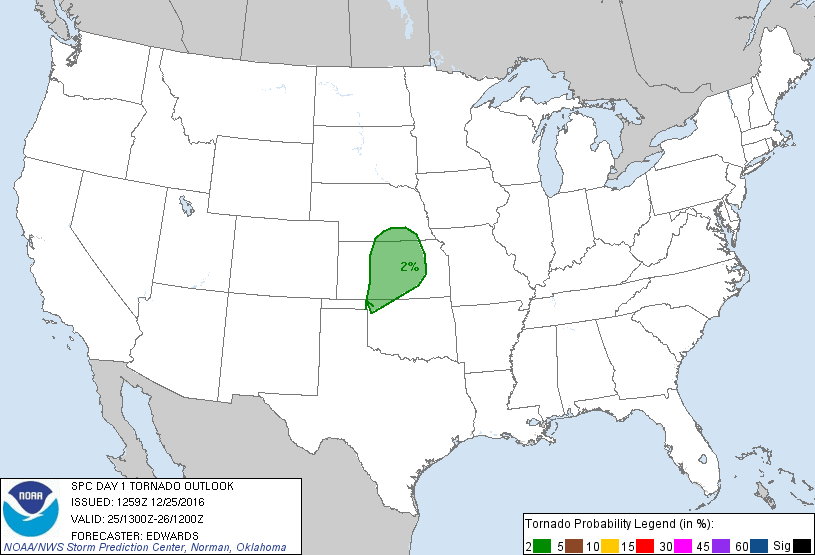 2%
NOAA
SPC DAY 1 TORNADO OUTLOOK
ISSUED: 1259Z 12/25/2016
VALID: 25/1300Z-26/1200Z
FORECASTER: EDWARDS
NOAA/NWS Storm Prediction Center, Norman, Oklahoma
Tornado Probability Legend (in %):
2 5 10 15 30 45 60 Sig